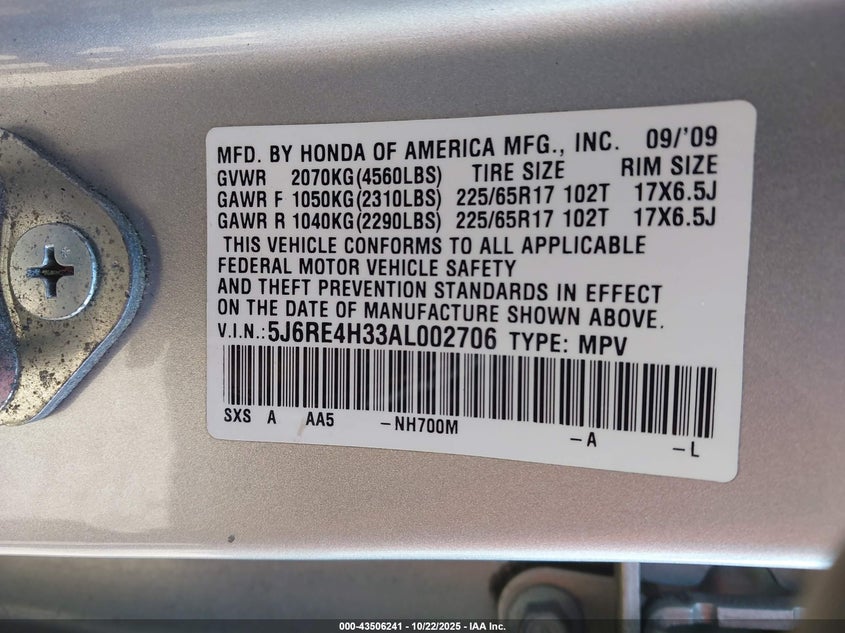 MFD. BY HONDA OF AMERICA MFG., INC. 09/'09
GVWR 2070KG(4560LBS) TIRE SIZE RIM SIZE
GAWR F 1050KG(2310LBS) 225/65R17 102T 17X6.5J
GAWR R 1040KG(2290LBS) 225/65R17 102T 17X6.5J
THIS VEHICLE CONFORMS TO ALL APPLICABLE
FEDERAL MOTOR VEHICLE SAFETY
AND THEFT PREVENTION STANDARDS IN EFFECT
ON THE DATE OF MANUFACTURE SHOWN ABOVE.
V.I.N.:5J6RE4H33AL002706 TYPE: MPV
SXS A AA5 -NH700M -A -L
000-43506241 - 10/22/2025 - IAA Inc.